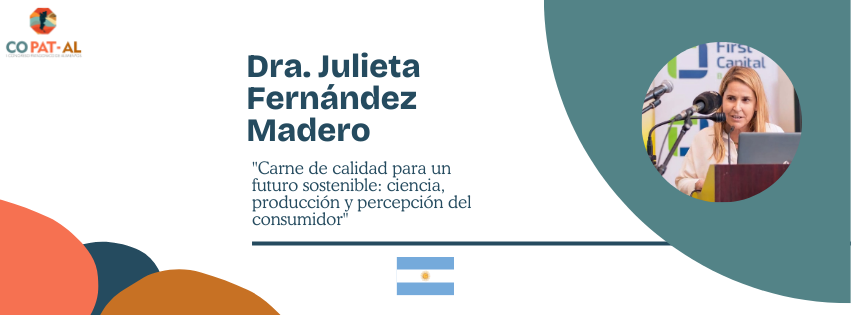 COPAT-AL
Dra. Julieta
Fernández
Madero
"Carne de calidad para un
futuro sostenible: ciencia,
producción y percepción del
consumidor"
First
Capital